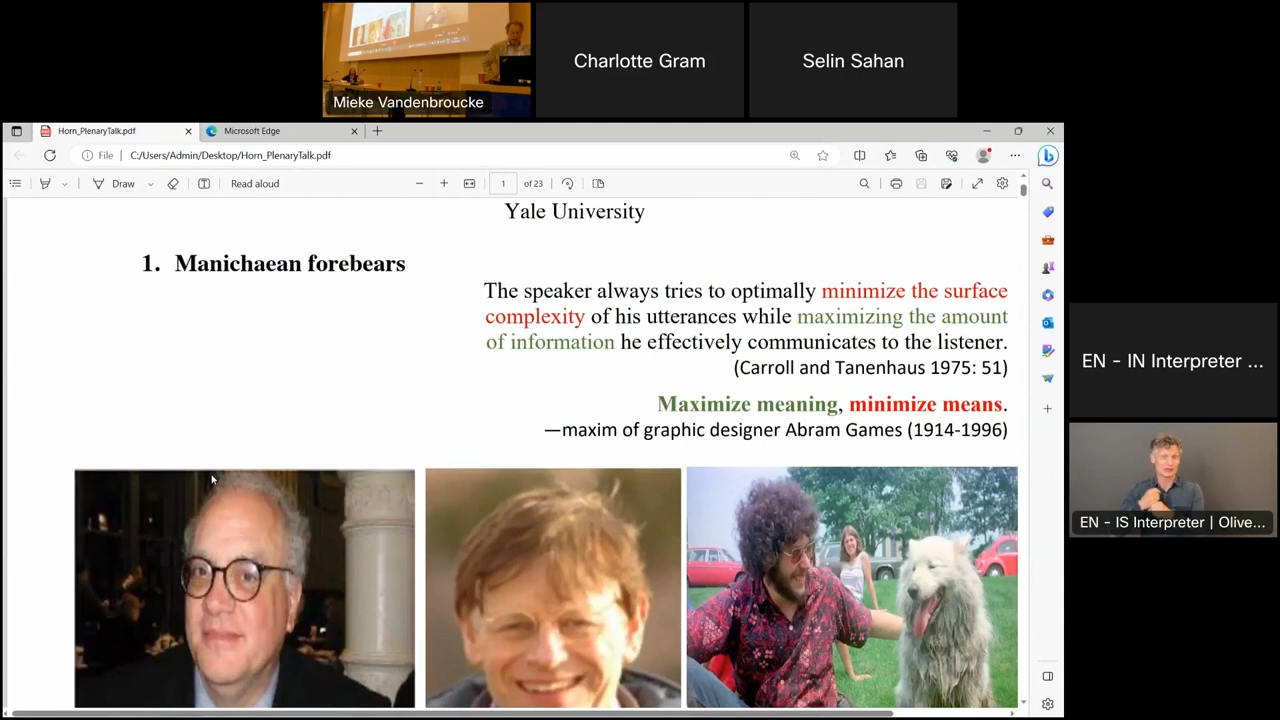 Mieke Vandenbroucke
Charlotte Gram
Selin Sahan
Horn_PlenaryTalk.pdf
Microsoft Edge
File
C:/Users/Admin/Desktop/Horn_PlenaryTalk.pdf
Draw
Read aloud
1
of 23
Yale University
1. Manichaean forebears
The speaker always tries to optimally minimize the surface
complexity of his utterances while maximizing the amount
of information he effectively communicates to the listener.
(Carroll and Tanenhaus 1975: 51)
Maximize meaning, minimize means.
—maxim of graphic designer Abram Games (1914-1996)
EN - IN Interpreter ...
EN - IS Interpreter | Olive...